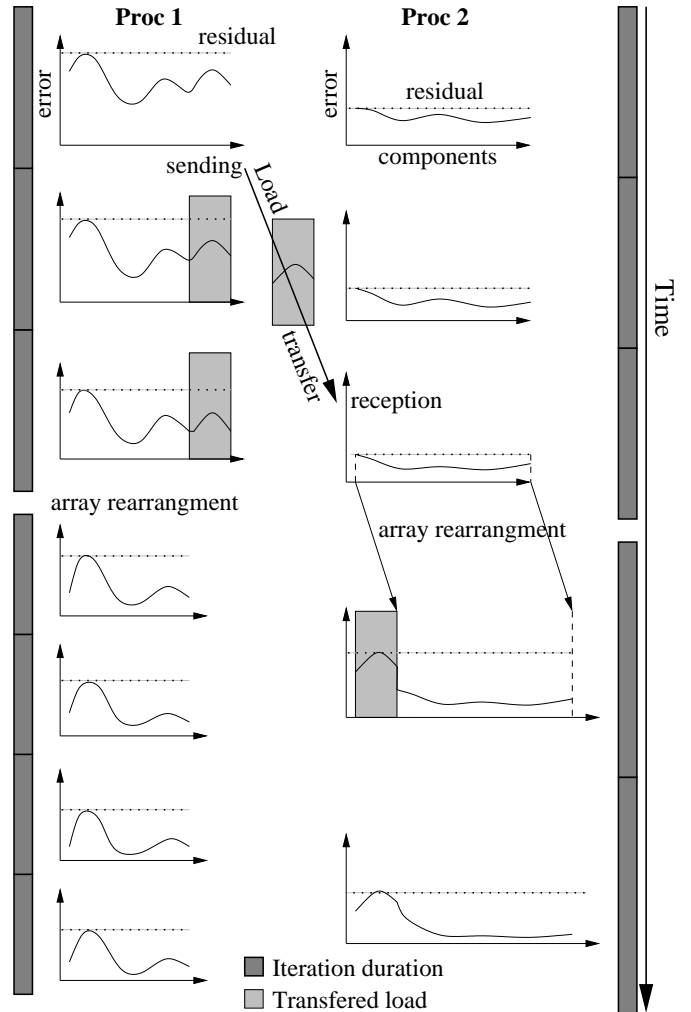 Proc 1
Proc 2
residual
error
residual
error
components
sending
Load
transfer
Time
reception
array rearrangment
array rearrangment
Iteration duration
Transfered load